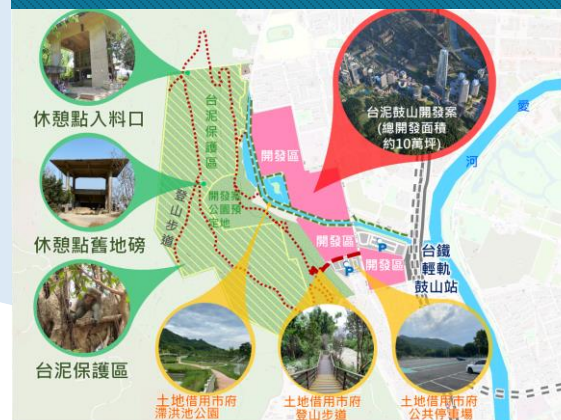 休憩點入料口
休憩點舊地磅
台泥保護區
台泥保護區
登山步道
開發區
台泥鼓山開發案
(總開發面積
約10萬坪)
愛
河
公園預
定地
開發區
開發區
P
P
台鐵
輕軌
鼓山站
土地借用市府
滯洪池公園
土地借用市府
登山步道
土地借用市府
公共停車場